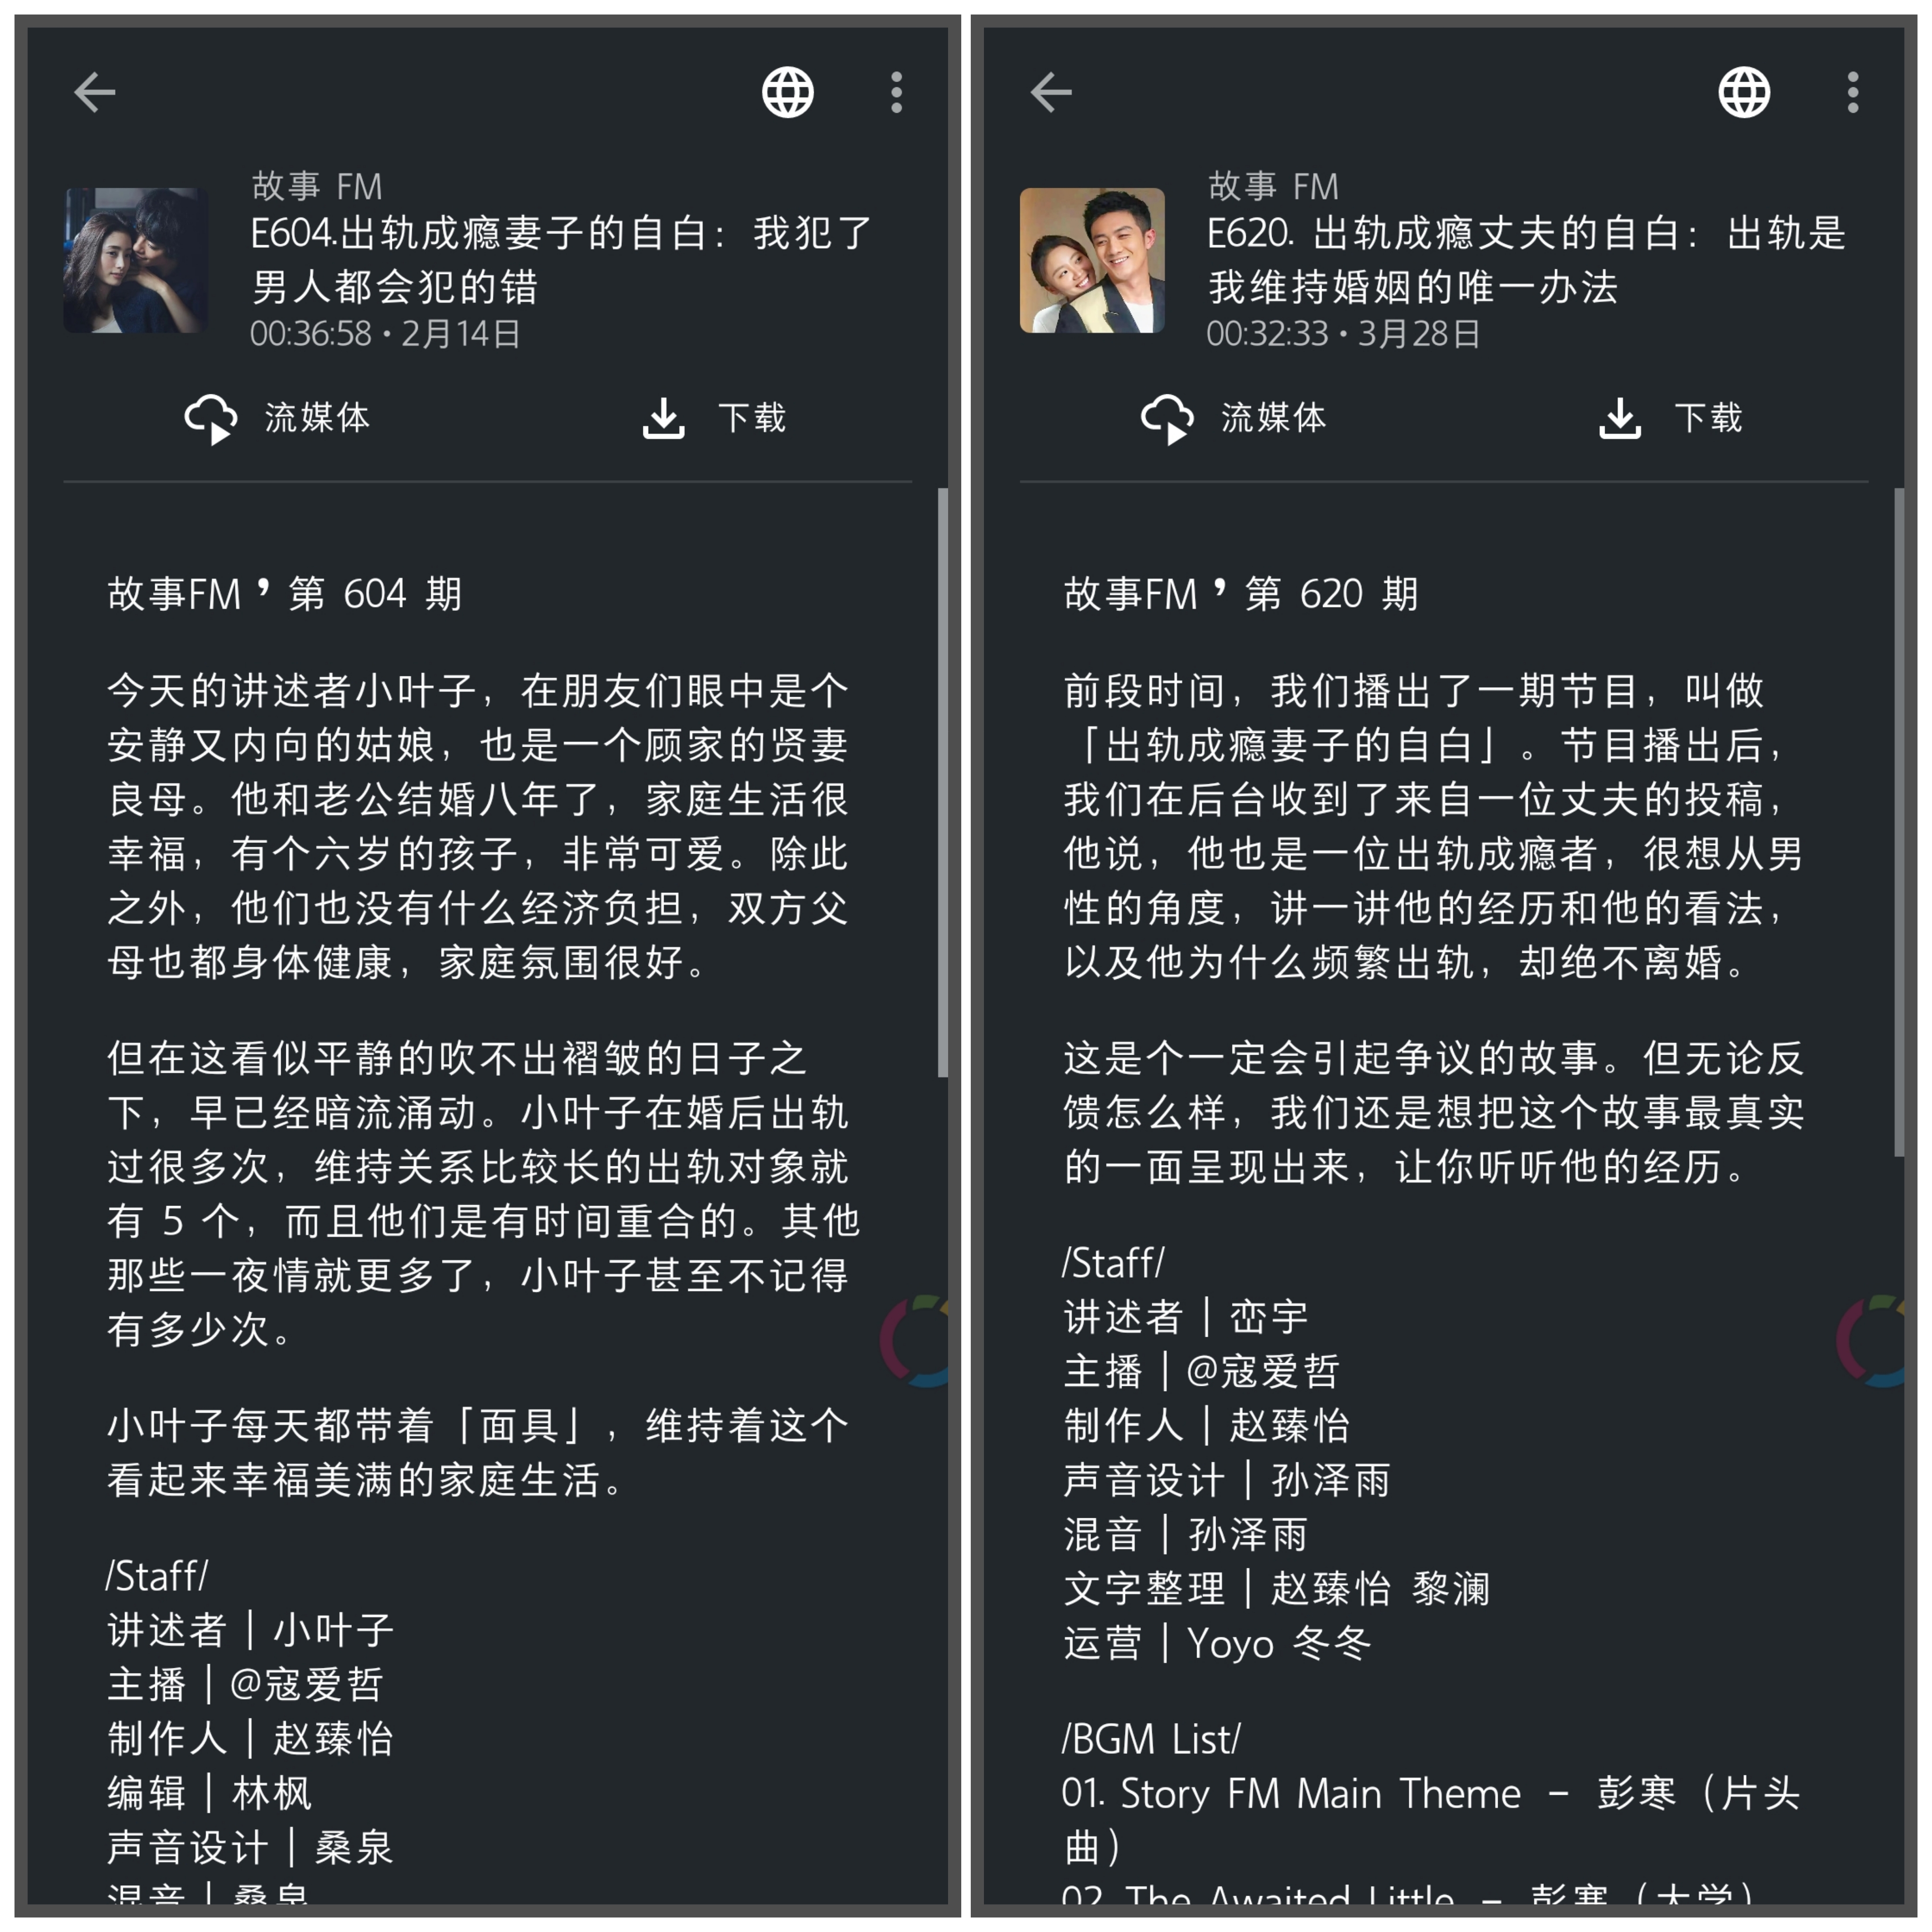 故事 FM
E604.出轨成瘾妻子的自白：我犯了
男人都会犯的错
00:36:58 • 2月14日
流媒体
下载
故事FM❜第 604 期
今天的讲述者小叶子，在朋友们眼中是个
安静又内向的姑娘，也是一个顾家的贤妻
良母。他和老公结婚八年了，家庭生活很
幸福，有个六岁的孩子，非常可爱。除此
之外，他们也没有什么经济负担，双方父
母也都身体健康，家庭氛围很好。
但在这看似平静的吹不出褶皱的日子之
下，早已经暗流涌动。小叶子在婚后出轨
过很多次，维持关系比较长的出轨对象就
有 5 个，而且他们是有时间重合的。其他
那些一夜情就更多了，小叶子甚至不记得
有多少次。
小叶子每天都带着「面具」，维持着这个
看起来幸福美满的家庭生活。
/Staff/
讲述者｜小叶子
主播｜@寇爱哲
制作人｜赵臻怡
编辑｜林枫
声音设计｜桑泉
混音｜桑泉
故事 FM
E620. 出轨成瘾丈夫的自白：出轨是
我维持婚姻的唯一办法
00:32:33 • 3月28日
流媒体
下载
故事FM❜第 620 期
前段时间，我们播出了一期节目，叫做
「出轨成瘾妻子的自白」。节目播出后，
我们在后台收到了来自一位丈夫的投稿，
他说，他也是一位出轨成瘾者，很想从男
性的角度，讲一讲他的经历和他的看法，
以及他为什么频繁出轨，却绝不离婚。
这是个一定会引起争议的故事。但无论反
馈怎么样，我们还是想把这个故事最真实
的一面呈现出来，让你听听他的经历。
/Staff/
讲述者｜峦宇
主播｜@寇爱哲
制作人｜赵臻怡
声音设计｜孙泽雨
混音｜孙泽雨
文字整理｜赵臻怡 黎澜
运营｜Yoyo 冬冬
/BGM List/
01. Story FM Main Theme － 彭寒（片头
曲）
02. The Awaited Little － 彭寒（大学）